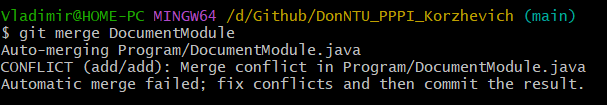 Vladimir@HOME-PC MINGW64 /d/Github/DonNTU_PPPI_Korzhevich (main)
$ git merge DocumentModule
Auto-merging Program/DocumentModule.java
CONFLICT (add/add): Merge conflict in Program/DocumentModule.java
Automatic merge failed; fix conflicts and then commit the result.